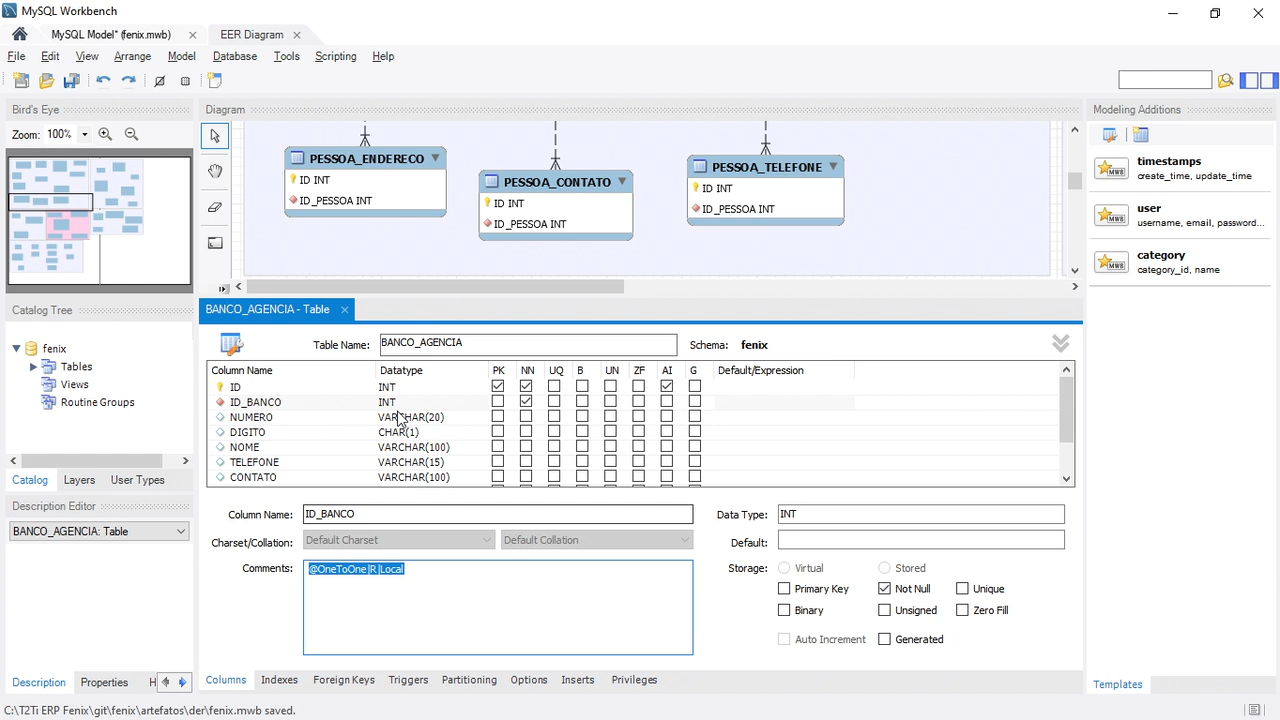 MySQL Workbench
MySQL Model* (fenix.mwb)
EER Diagram
File Edit View Arrange Model Database Tools Scripting Help
Bird's Eye
Zoom: 100%
Diagram
PESSOA_ENDERECO
ID INT
ID_PESSOA INT
PESSOA_CONTATO
ID INT
ID_PESSOA INT
PESSOA_TELEFONE
ID INT
ID_PESSOA INT
Modeling Additions
timestamps
create_time, update_time
user
username, email, password...
category
category_id, name
Templates
Catalog Tree
fenix
Tables
Views
Routine Groups
Catalog Layers User Types
Description Editor
BANCO_AGENCIA: Table
Description Properties H
BANCO_AGENCIA - Table
Table Name: BANCO_AGENCIA Schema: fenix
Column Name Datatype PK NN UQ B UN ZF AI G Default/Expression
ID INT
ID_BANCO INT
NUMERO VARCHAR(20)
DIGITO CHAR(1)
NOME VARCHAR(100)
TELEFONE VARCHAR(15)
CONTATO VARCHAR(100)
Column Name: ID_BANCO Data Type: INT
Charset/Collation: Default Charset Default Collation Default:
Comments: @OneToOne|R|Local Storage: Virtual Stored
Primary Key Not Null Unique
Binary Unsigned Zero Fill
Auto Increment Generated
Columns Indexes Foreign Keys Triggers Partitioning Options Inserts Privileges
C:\T2Ti ERP Fenix\git\fenix\artefatos\der\fenix.mwb saved.